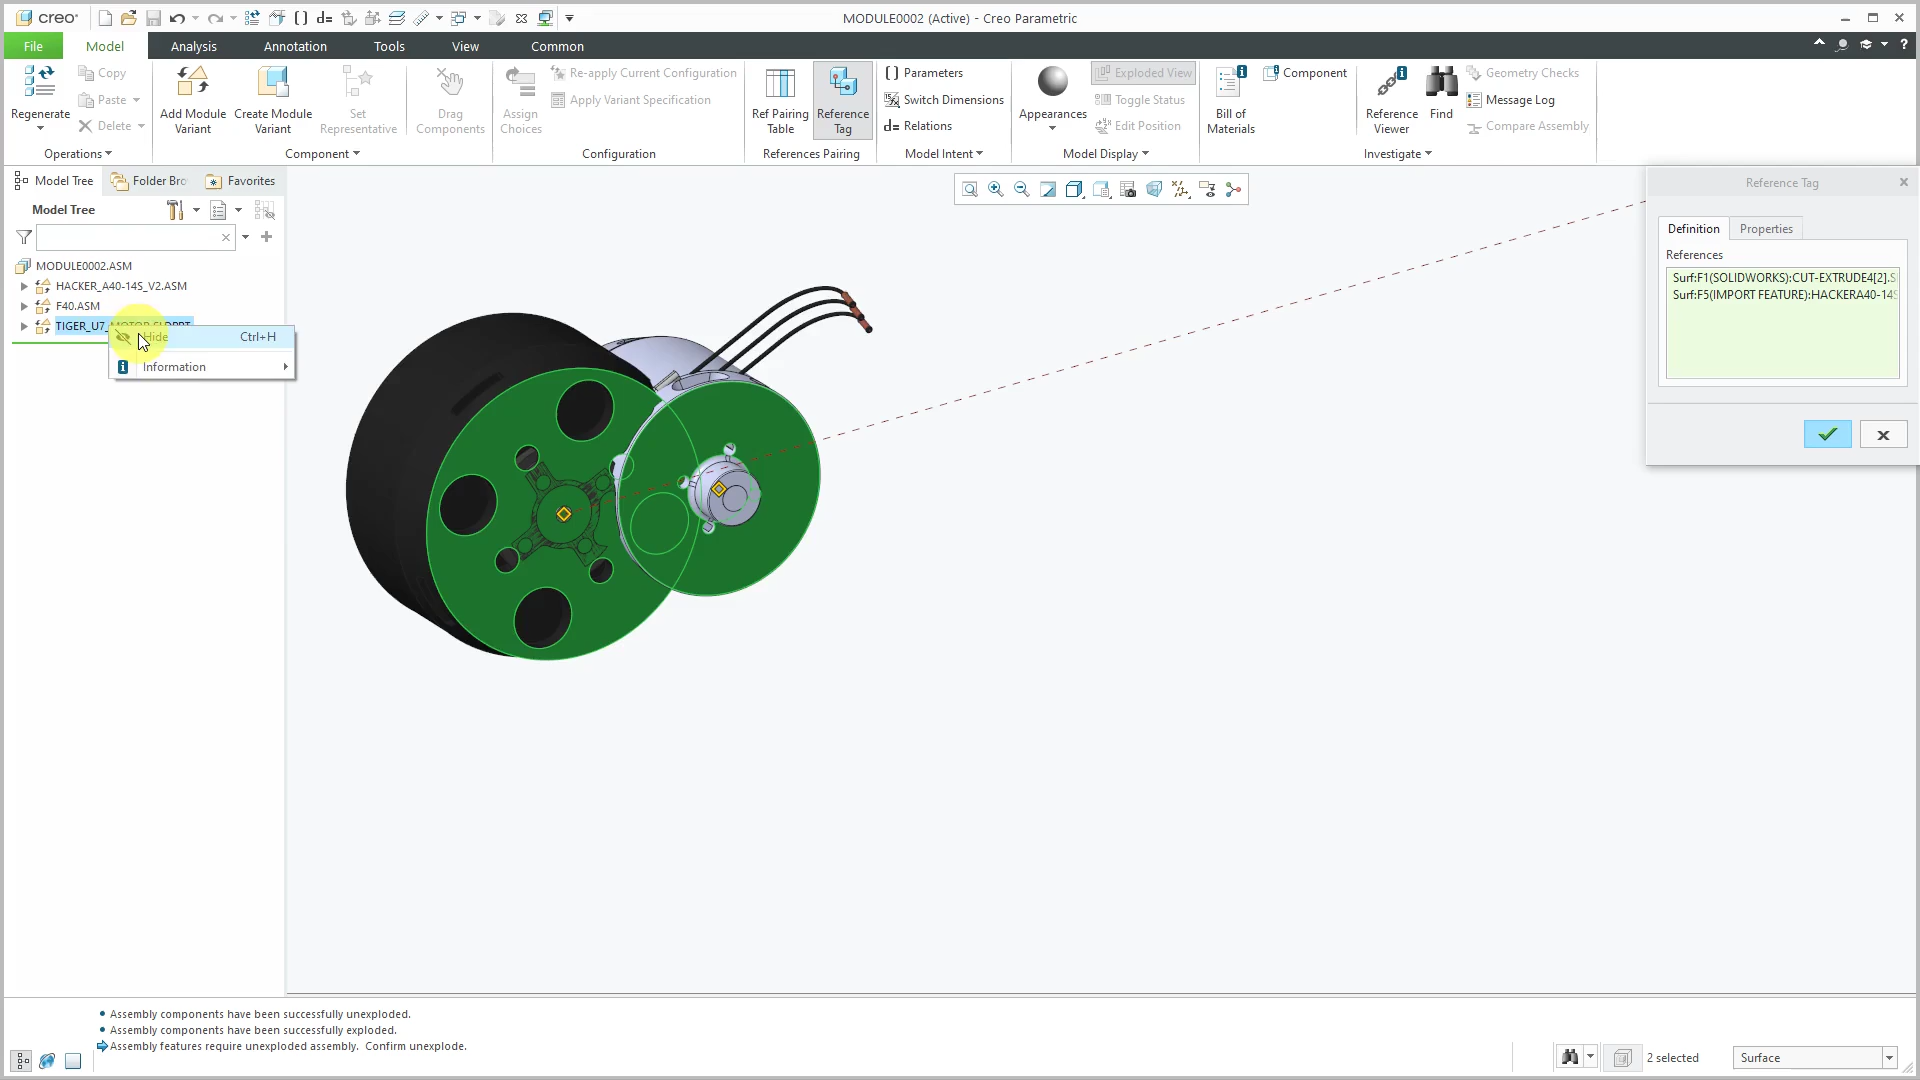 creo
MODULE0002 (Active) - Creo Parametric
File
Model
Analysis
Annotation
Tools
View
Common
Regenerate
Copy
Paste
Delete
Add Module Variant
Create Module Variant
Set Representative
Drag Components
Assign Choices
Re-apply Current Configuration
Apply Variant Specification
Ref Pairing Table
Reference Tag
Parameters
Switch Dimensions
Relations
Appearances
Exploded View
Toggle Status
Edit Position
Bill of Materials
Component
Reference Viewer
Find
Geometry Checks
Message Log
Compare Assembly
Operations
Component
Configuration
References Pairing
Model Intent
Model Display
Investigate
Model Tree
Folder Bro
Favorites
Model Tree
MODULE0002.ASM
HACKER_A40-14S_V2.ASM
F40.ASM
TIGER_U7_MOTOR.SLDPRT
Hide Ctrl+H
Information
Reference Tag
Definition
Properties
References
Surf:F1(SOLIDWORKS):CUT-EXTRUDE4[2].S
Surf:F5(IMPORT FEATURE):HACKERA40-14S
Assembly components have been successfully unexploded.
Assembly components have been successfully exploded.
Assembly features require unexploded assembly. Confirm unexplode.
2 selected
Surface